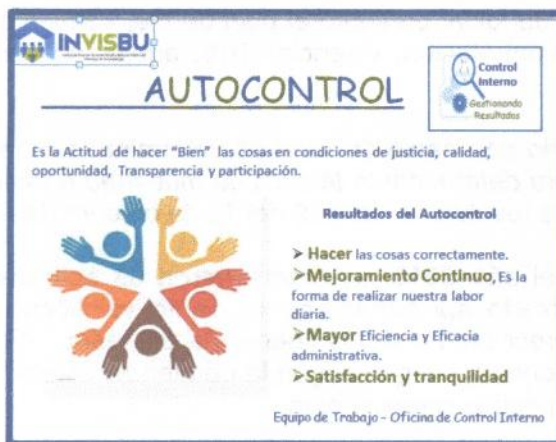 INVISBU
Control
Interno
Gestionando
Resultados
AUTOCONTROL
Es la Actitud de hacer "Bien" las cosas en condiciones de justicia, calidad,
oportunidad, Transparencia y participación.
Resultados del Autocontrol
➤ Hacer las cosas correctamente.
➤ Mejoramiento Continuo, Es la
forma de realizar nuestra labor
diaria.
➤ Mayor Eficiencia y Eficacia
administrativa.
➤ Satisfacción y tranquilidad
Equipo de Trabajo - Oficina de Control Interno